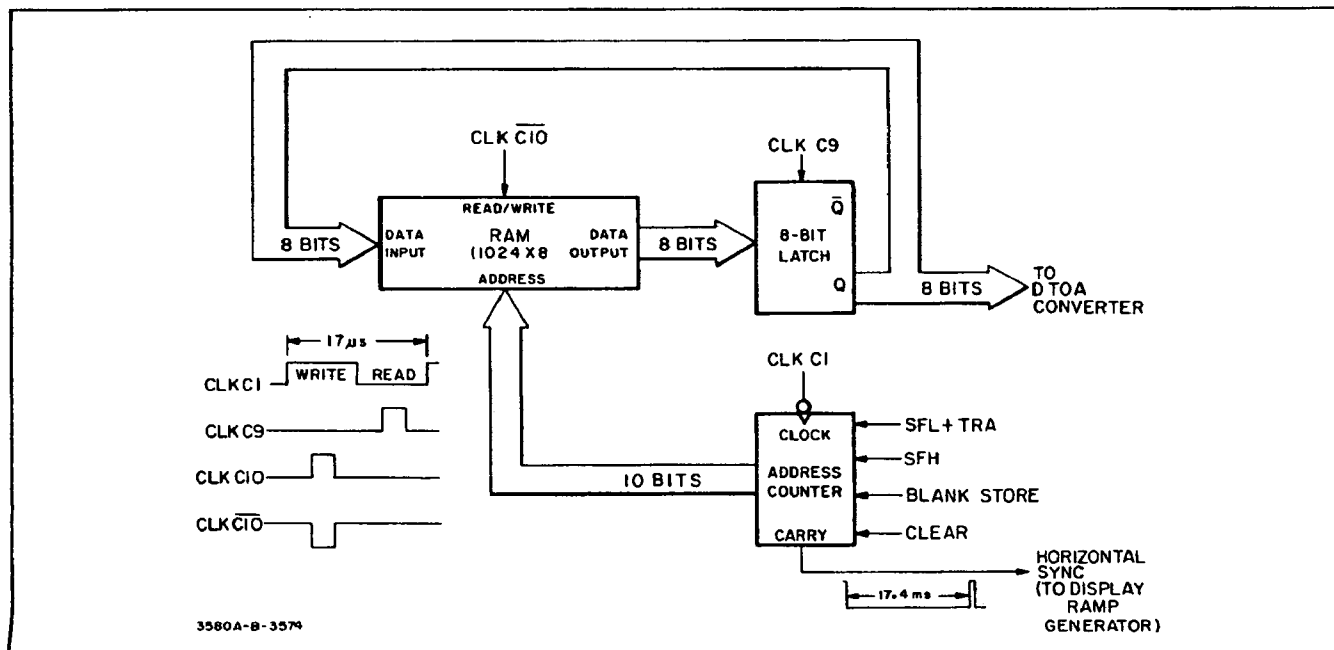 CLK C̅1̅0̅
CLK C9
READ/WRITE
RAM
(1024 X 8
DATA
INPUT
DATA
OUTPUT
ADDRESS
8 BITS
8 BITS
Q̅
8-BIT
LATCH
Q
8 BITS
TO
D TO A
CONVERTER
17µs
CLK C1
WRITE
READ
CLK C9
CLK C10
CLK C̅1̅0̅
10 BITS
CLK C1
CLOCK
ADDRESS
COUNTER
CARRY
SFL + TRA
SFH
BLANK STORE
CLEAR
HORIZONTAL
SYNC
(TO DISPLAY
RAMP
GENERATOR)
17.4 ms
3580A-B-3574